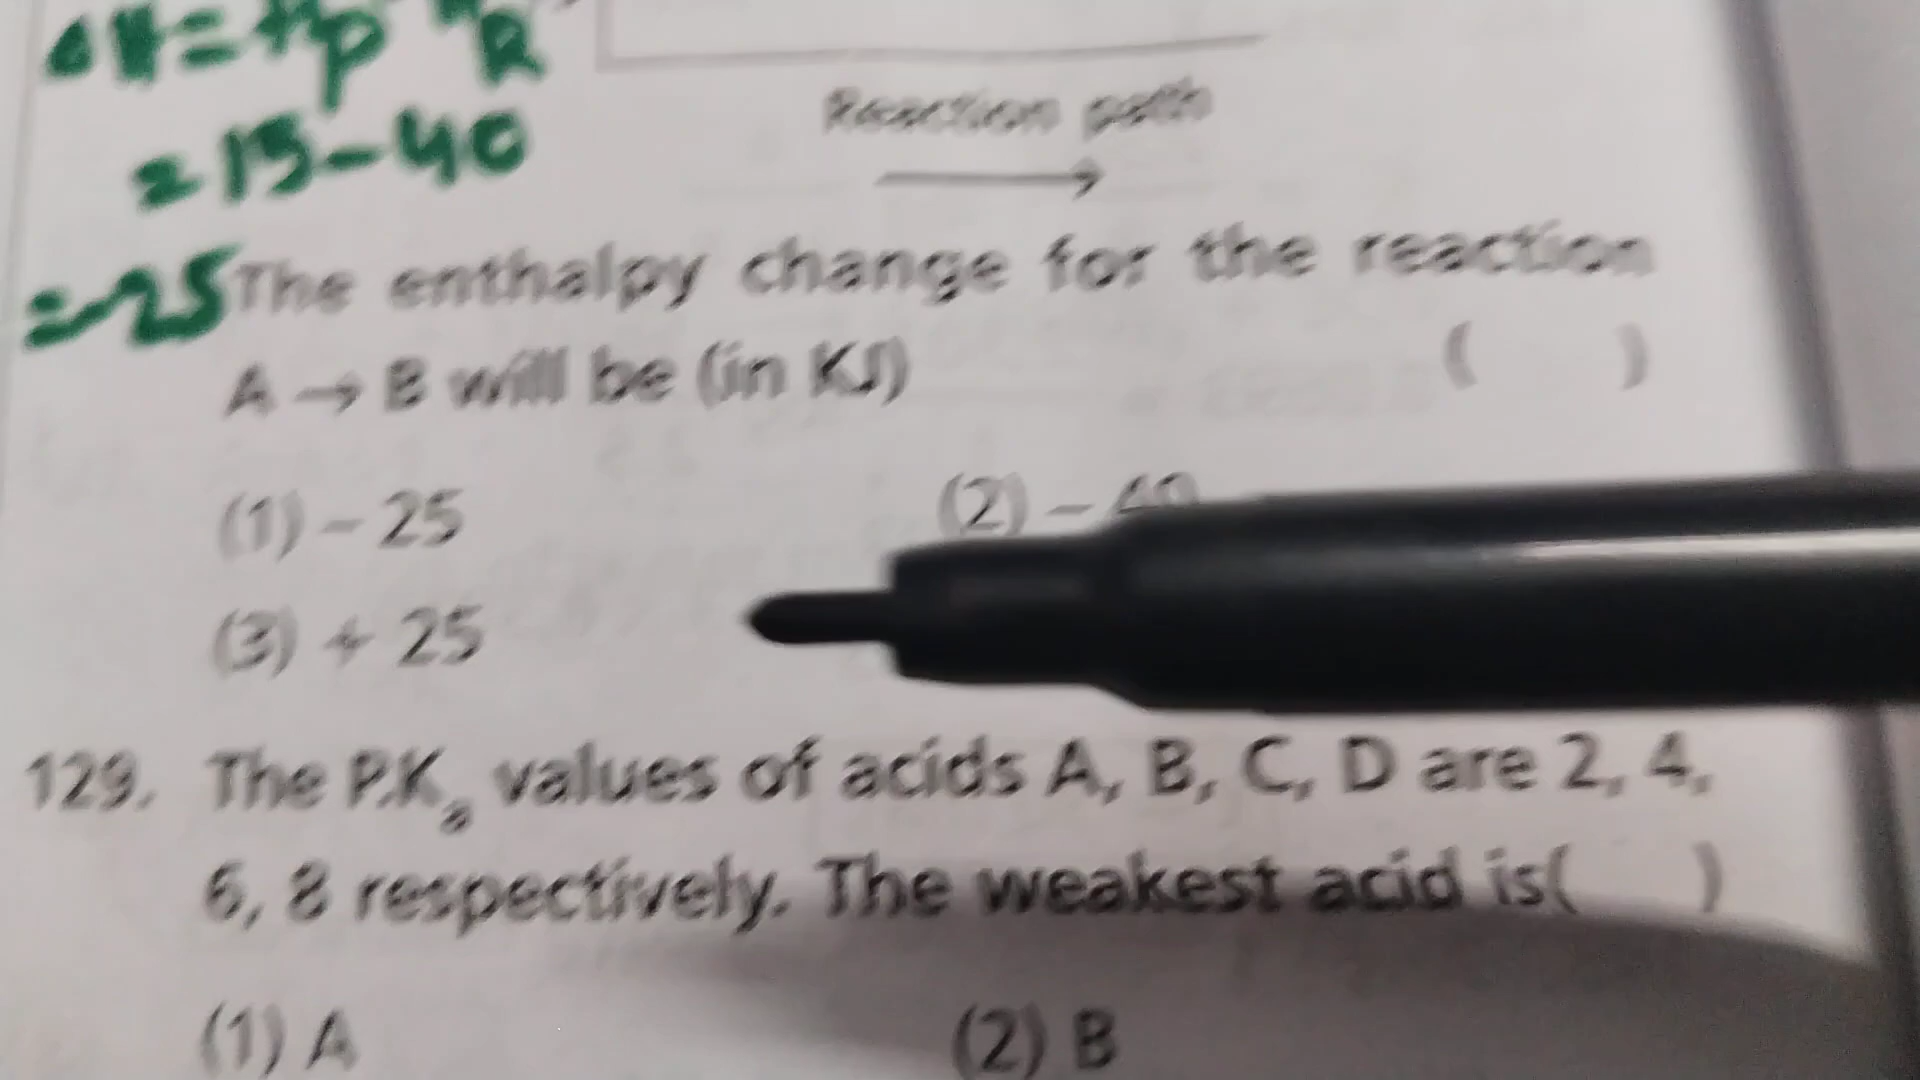 ΔH = Hp - HR
= 15 - 40
Reaction path
= -25
The enthalpy change for the reaction
A → B will be (in KJ) ( )
(1) - 25 (2) - 40
(3) + 25
129. The P.Ka values of acids A, B, C, D are 2, 4,
6, 8 respectively. The weakest acid is( )
(1) A (2) B